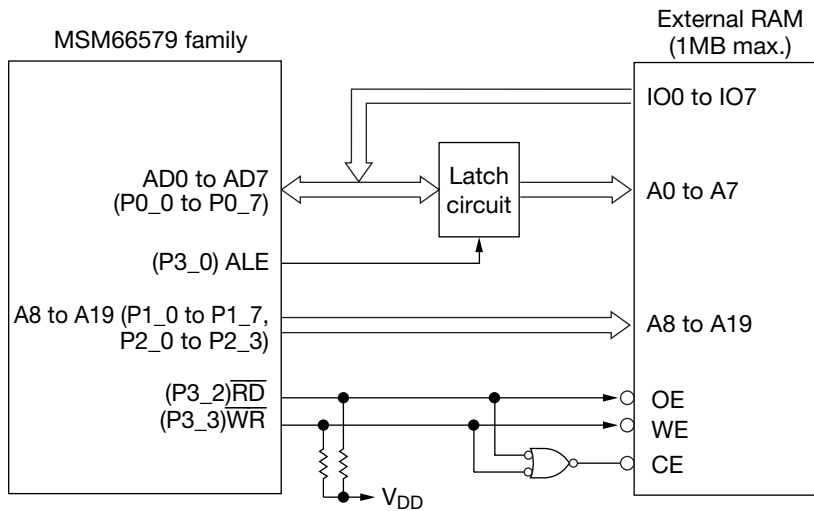 MSM66579 family
External RAM
(1MB max.)
IO0 to IO7
AD0 to AD7
(P0_0 to P0_7)
Latch
circuit
A0 to A7
(P3_0) ALE
A8 to A19 (P1_0 to P1_7,
P2_0 to P2_3)
A8 to A19
(P3_2)R̅D̅
(P3_3)W̅R̅
OE
WE
CE
VDD